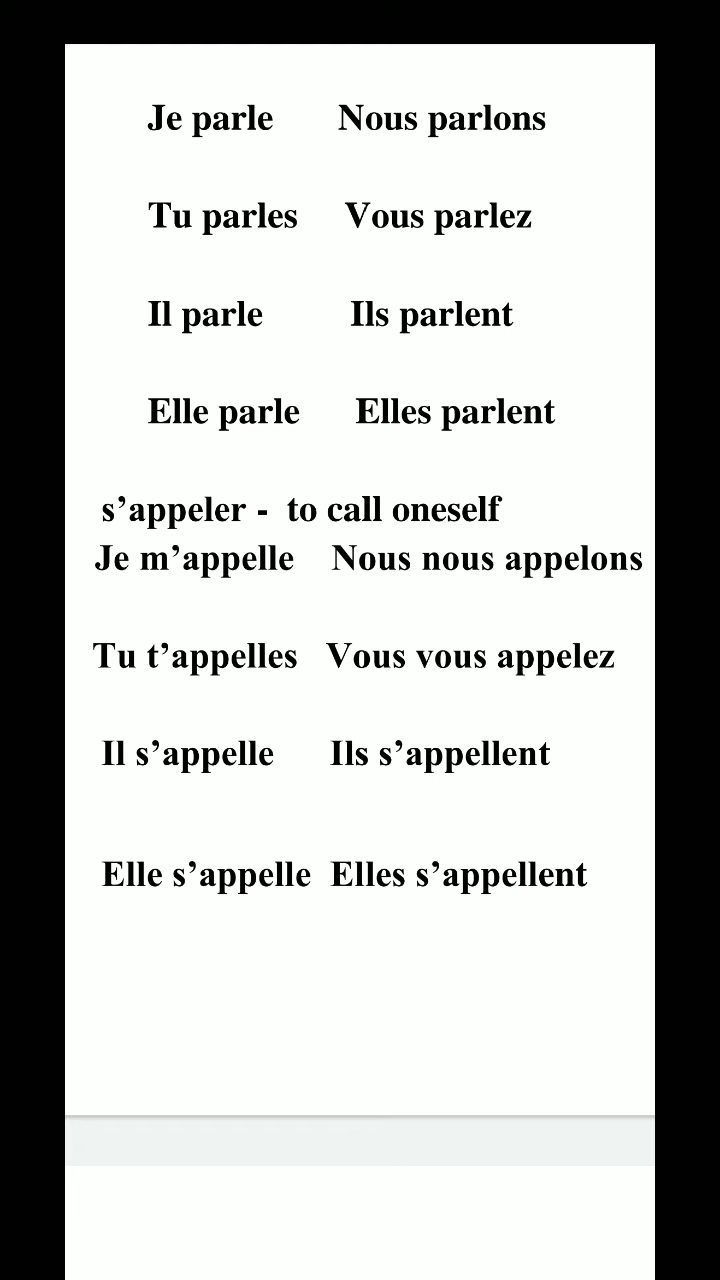 Je parle Nous parlons
Tu parles Vous parlez
Il parle Ils parlent
Elle parle Elles parlent
s’appeler - to call oneself
Je m’appelle Nous nous appelons
Tu t’appelles Vous vous appelez
Il s’appelle Ils s’appellent
Elle s’appelle Elles s’appellent